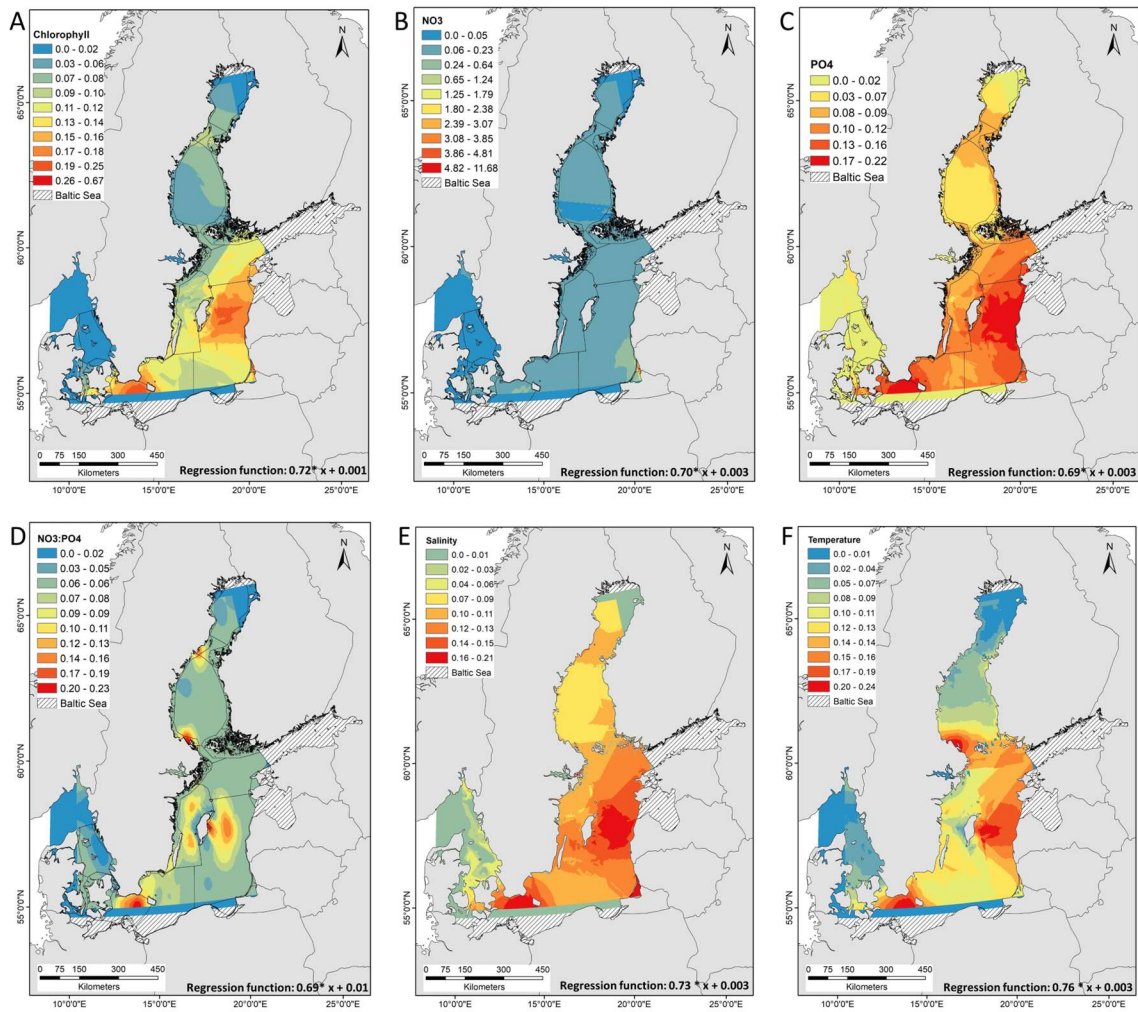 A
Chlorophyll
0.0 - 0.02
0.03 - 0.06
0.07 - 0.08
0.09 - 0.10
0.11 - 0.12
0.13 - 0.14
0.15 - 0.16
0.17 - 0.18
0.19 - 0.25
0.26 - 0.67
Baltic Sea
N
65°0'0"N
60°0'0"N
55°0'0"N
0 75 150 300 450
Kilometers
Regression function: 0.72* x + 0.001
10°0'0"E 15°0'0"E 20°0'0"E 25°0'0"E
B
NO3
0.0 - 0.05
0.06 - 0.23
0.24 - 0.64
0.65 - 1.24
1.25 - 1.79
1.80 - 2.38
2.39 - 3.07
3.08 - 3.85
3.86 - 4.81
4.82 - 11.68
Baltic Sea
N
65°0'0"N
60°0'0"N
55°0'0"N
0 75 150 300 450
Kilometers
Regression function: 0.70* x + 0.003
10°0'0"E 15°0'0"E 20°0'0"E 25°0'0"E
C
PO4
0.0 - 0.02
0.03 - 0.07
0.08 - 0.09
0.10 - 0.12
0.13 - 0.16
0.17 - 0.22
Baltic Sea
N
65°0'0"N
60°0'0"N
55°0'0"N
0 75 150 300 450
Kilometers
Regression function: 0.69* x + 0.003
10°0'0"E 15°0'0"E 20°0'0"E 25°0'0"E
D
NO3:PO4
0.0 - 0.02
0.03 - 0.05
0.06 - 0.06
0.07 - 0.08
0.09 - 0.09
0.10 - 0.11
0.12 - 0.13
0.14 - 0.16
0.17 - 0.19
0.20 - 0.23
Baltic Sea
N
65°0'0"N
60°0'0"N
55°0'0"N
0 75 150 300 450
Kilometers
Regression function: 0.69* x + 0.01
10°0'0"E 15°0'0"E 20°0'0"E 25°0'0"E
E
Salinity
0.0 - 0.01
0.02 - 0.03
0.04 - 0.06
0.07 - 0.09
0.10 - 0.11
0.12 - 0.13
0.14 - 0.15
0.16 - 0.21
Baltic Sea
N
65°0'0"N
60°0'0"N
55°0'0"N
0 75 150 300 450
Kilometers
Regression function: 0.73 * x + 0.003
10°0'0"E 15°0'0"E 20°0'0"E 25°0'0"E
F
Temperature
0.0 - 0.01
0.02 - 0.04
0.05 - 0.07
0.08 - 0.09
0.10 - 0.11
0.12 - 0.13
0.14 - 0.14
0.15 - 0.16
0.17 - 0.19
0.20 - 0.24
Baltic Sea
N
65°0'0"N
60°0'0"N
55°0'0"N
0 75 150 300 450
Kilometers
Regression function: 0.76 * x + 0.003
10°0'0"E 15°0'0"E 20°0'0"E 25°0'0"E